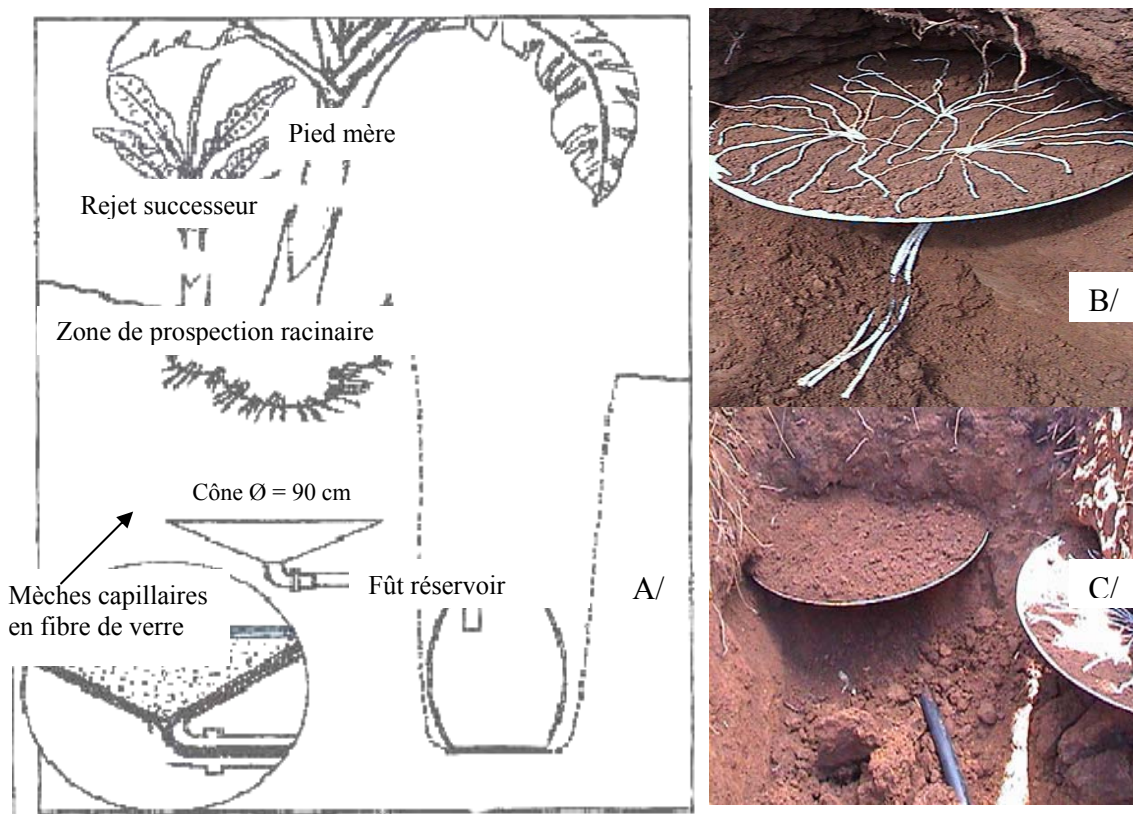 Pied mère
Rejet successeur
Zone de prospection racinaire
Cône Ø = 90 cm
Mèches capillaires
en fibre de verre
Fût réservoir
A/
B/
C/